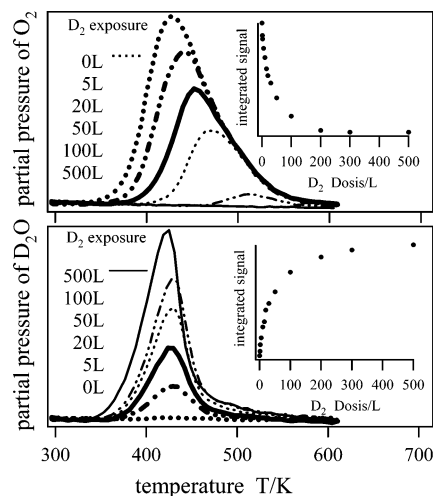 partial pressure of O2
D2 exposure
0L
5L
20L
50L
100L
500L
integrated signal
0 100 200 300 400 500
D2 Dosis/L
partial pressure of D2O
D2 exposure
500L
100L
50L
20L
5L
0L
integrated signal
0 100 200 300 400 500
D2 Dosis/L
300 400 500 600 700
temperature T/K